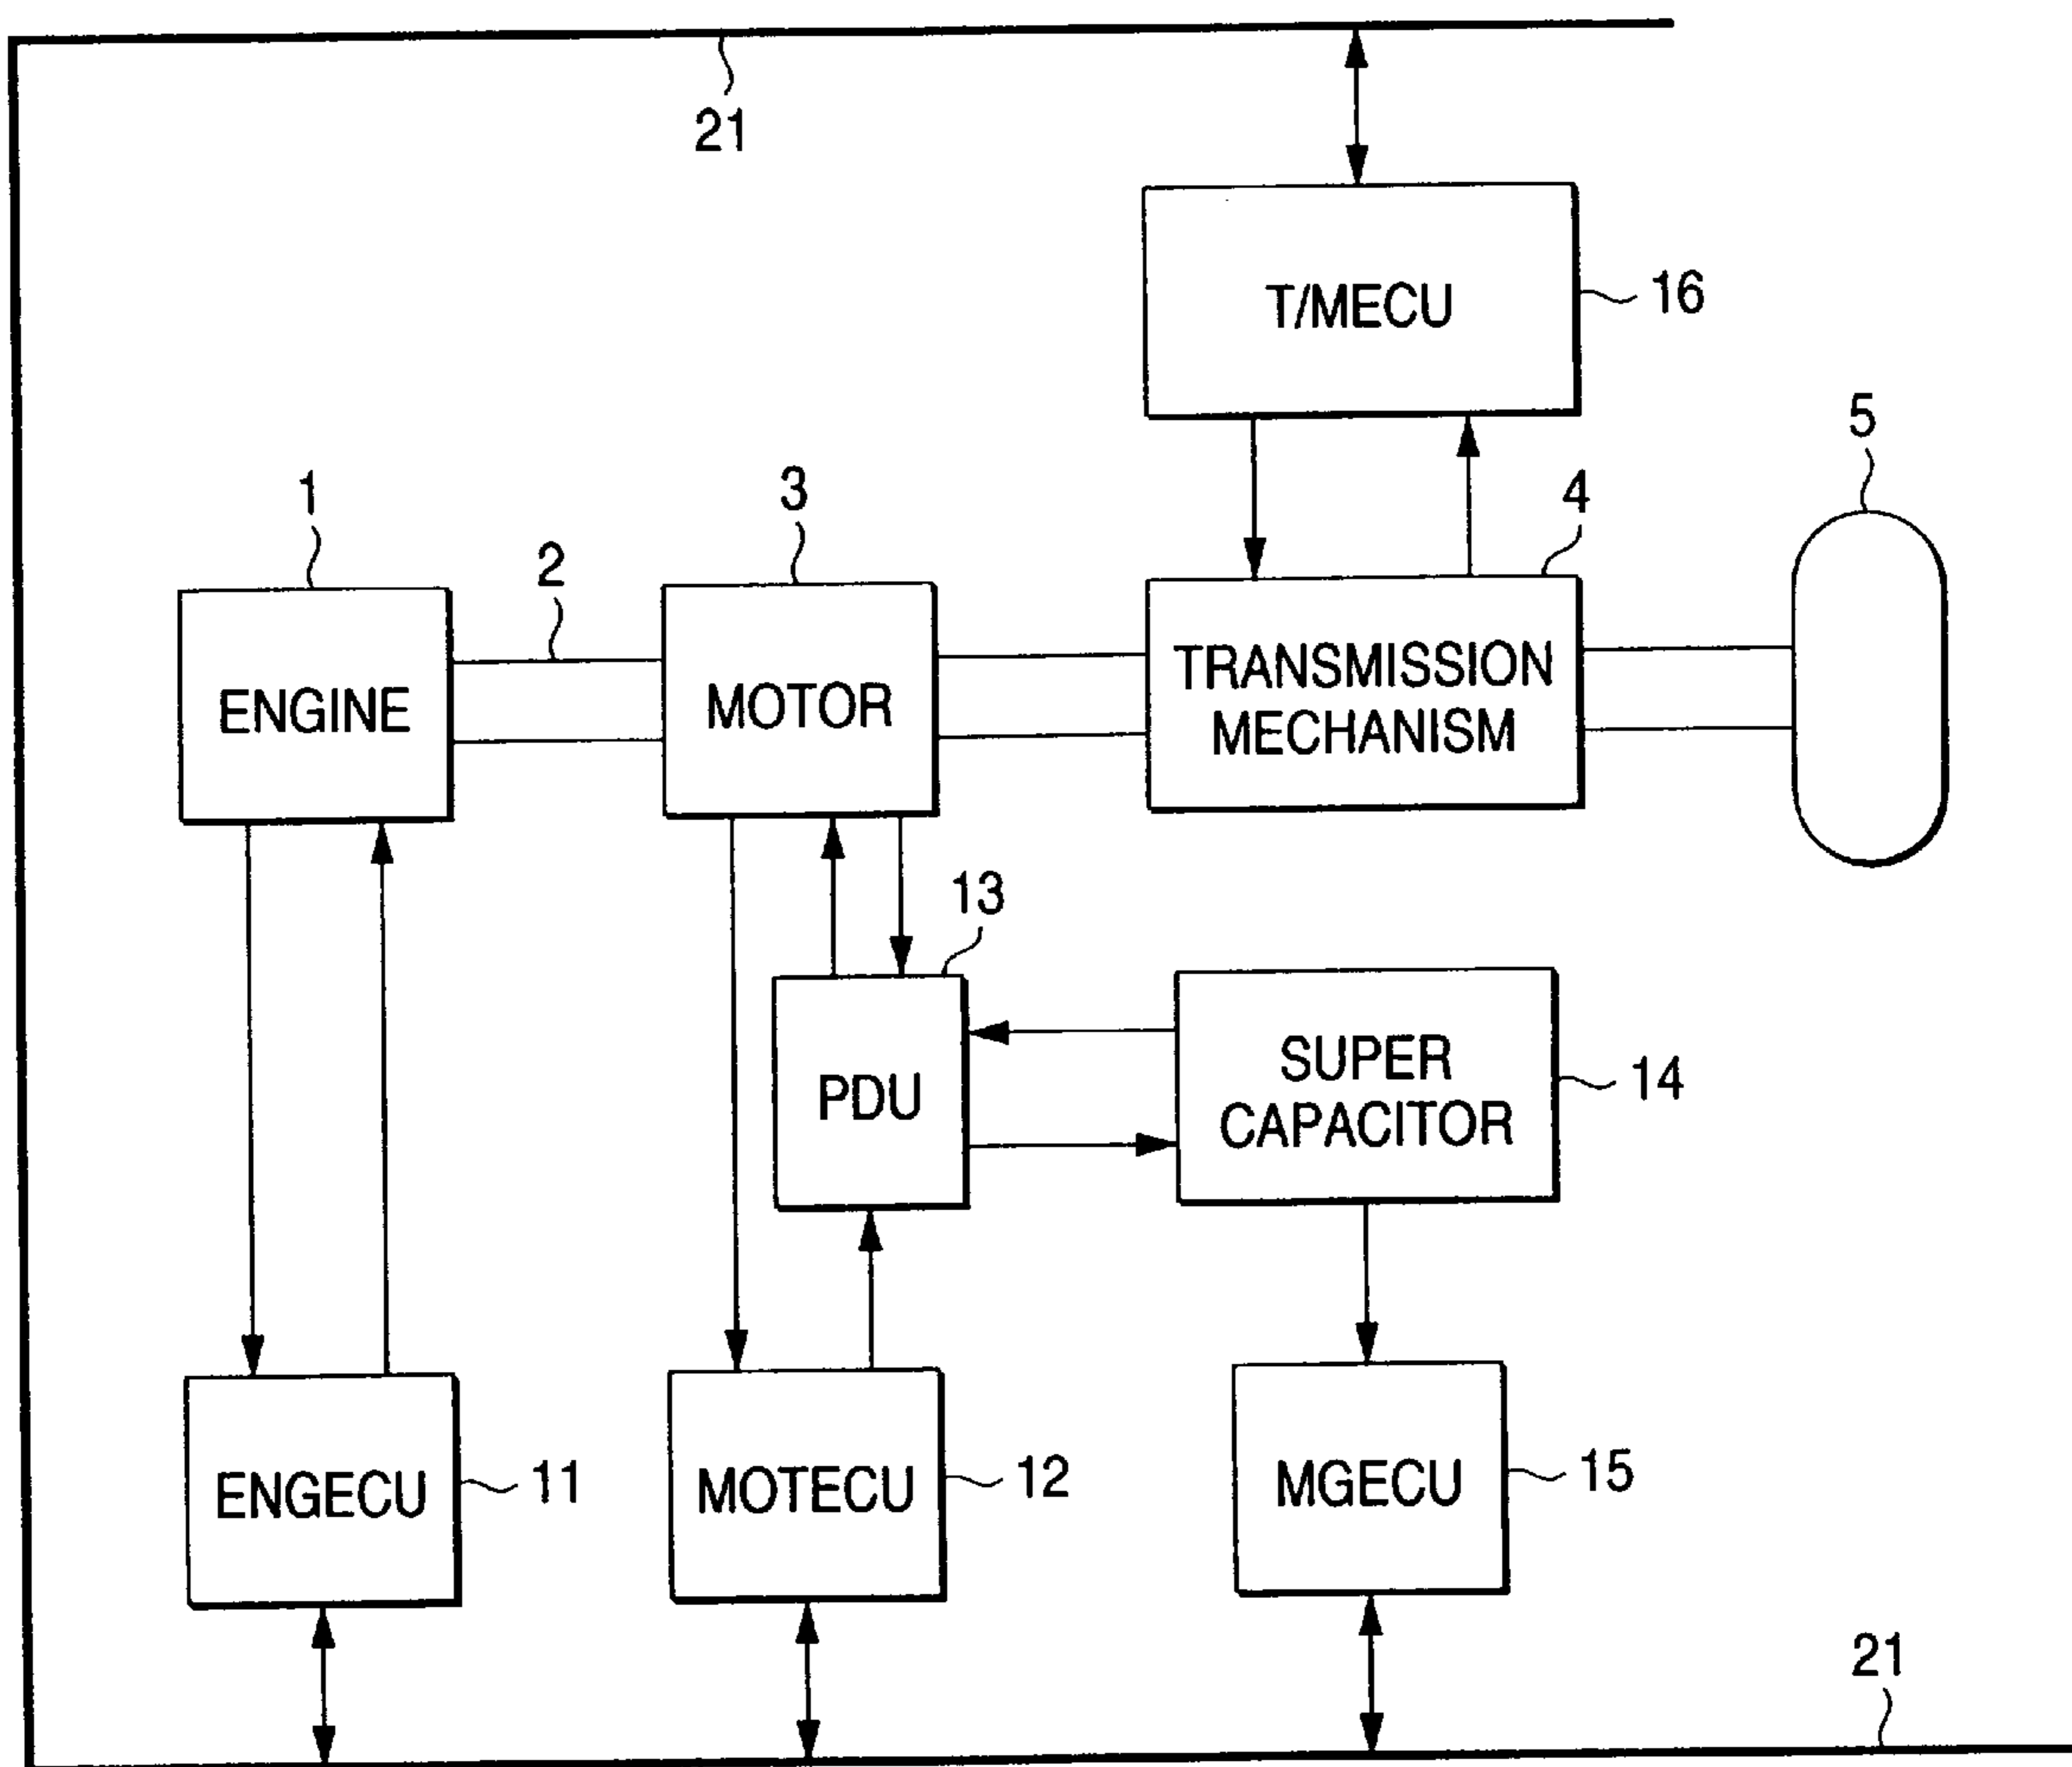 21
T/MECU
16
5
1
2
3
4
ENGINE
MOTOR
TRANSMISSION
MECHANISM
13
PDU
SUPER
CAPACITOR
14
ENGECU
11
MOTECU
12
MGECU
15
21